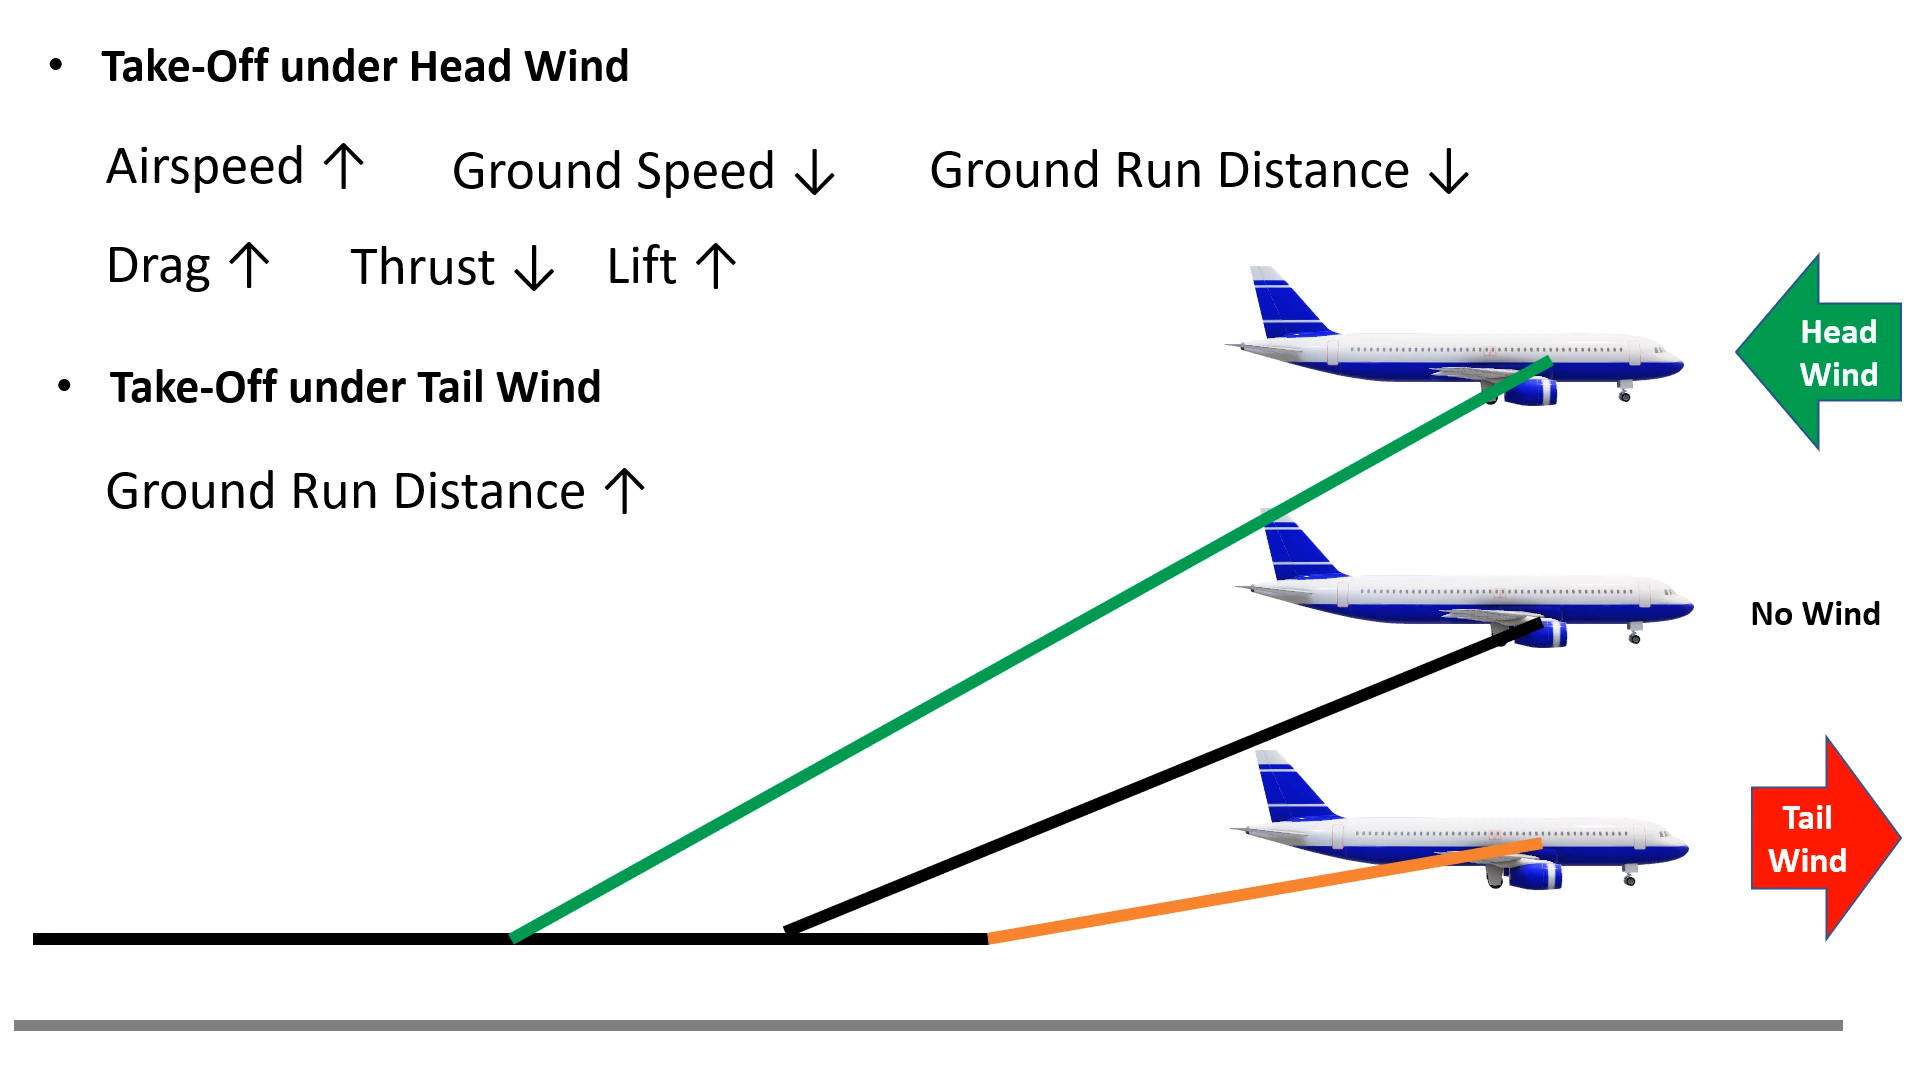 • Take-Off under Head Wind
Airspeed ↑ Ground Speed ↓ Ground Run Distance ↓
Drag ↑ Thrust ↓ Lift ↑
• Take-Off under Tail Wind
Ground Run Distance ↑
Head
Wind
No Wind
Tail
Wind